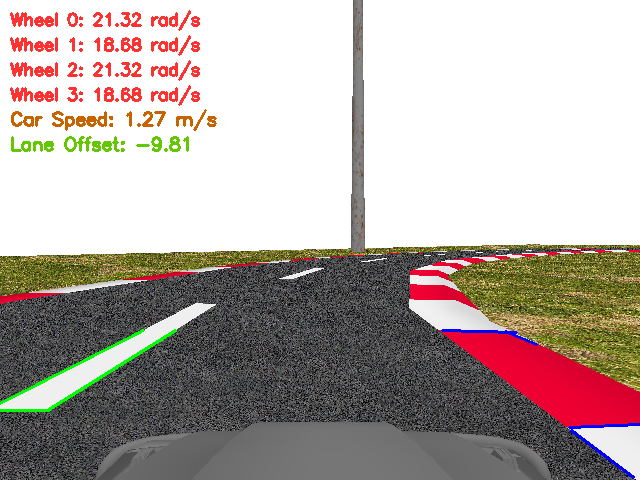 Wheel 0: 21.32 rad/s
Wheel 1: 18.68 rad/s
Wheel 2: 21.32 rad/s
Wheel 3: 18.68 rad/s
Car Speed: 1.27 m/s
Lane Offset: -9.81